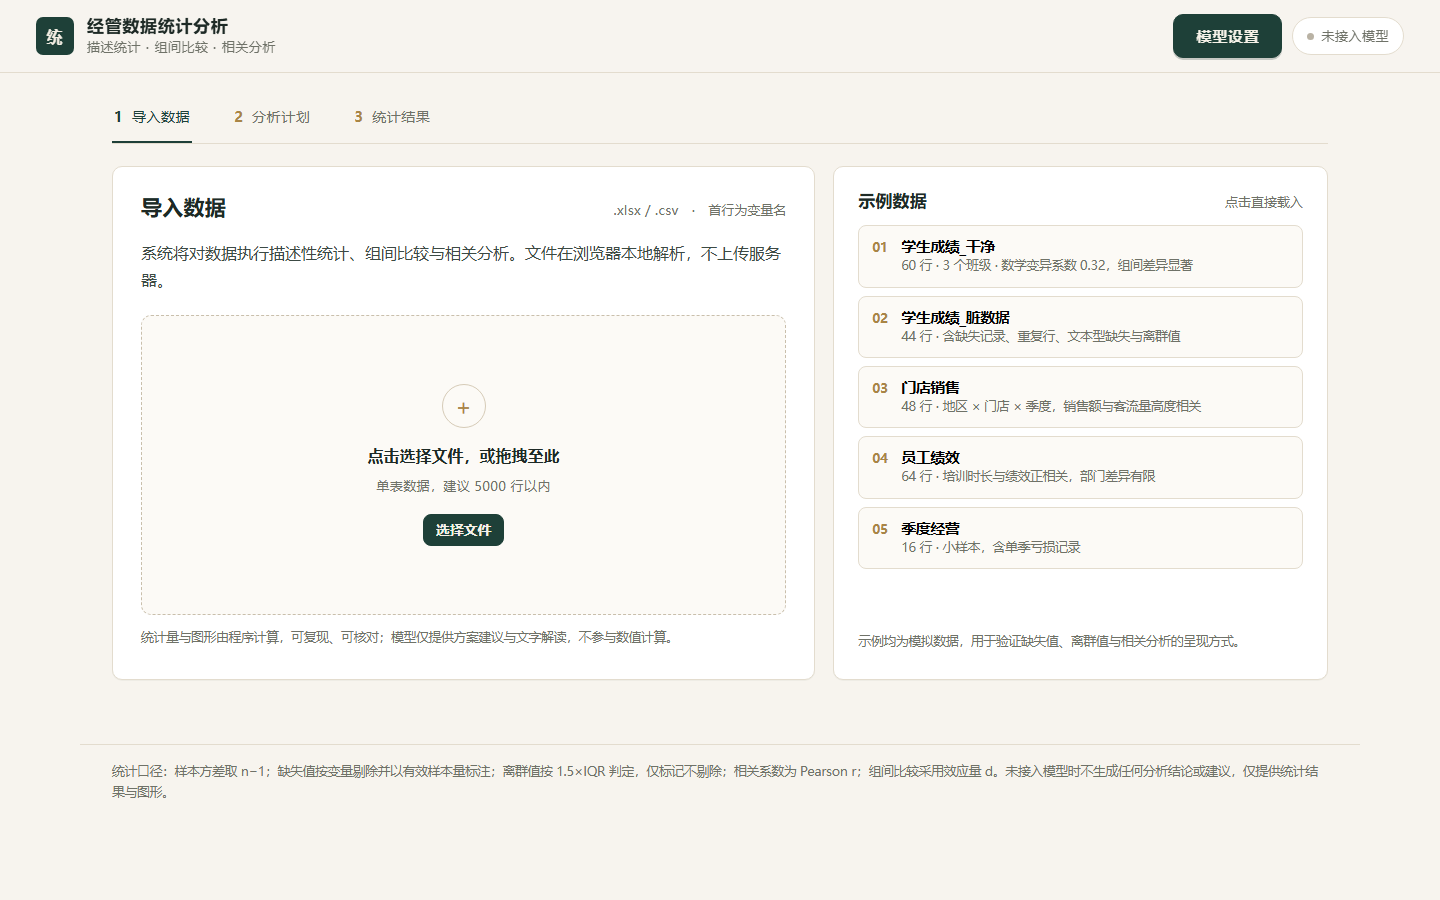 统
经管数据统计分析
描述统计 · 组间比较 · 相关分析
模型设置
未接入模型
1 导入数据
2 分析计划
3 统计结果
导入数据
.xlsx / .csv · 首行为变量名
系统将对数据执行描述性统计、组间比较与相关分析。文件在浏览器本地解析，不上传服务
器。
+
点击选择文件，或拖拽至此
单表数据，建议 5000 行以内
选择文件
统计量与图形由程序计算，可复现、可核对；模型仅提供方案建议与文字解读，不参与数值计算。
示例数据
点击直接载入
01 学生成绩_干净
60 行 · 3 个班级 · 数学变异系数 0.32，组间差异显著
02 学生成绩_脏数据
44 行 · 含缺失记录、重复行、文本型缺失与离群值
03 门店销售
48 行 · 地区 × 门店 × 季度，销售额与客流量高度相关
04 员工绩效
64 行 · 培训时长与绩效正相关，部门差异有限
05 季度经营
16 行 · 小样本，含单季亏损记录
示例均为模拟数据，用于验证缺失值、离群值与相关分析的呈现方式。
统计口径：样本方差取 n−1；缺失值按变量剔除并以有效样本量标注；离群值按 1.5×IQR 判定，仅标记不剔除；相关系数为 Pearson r；组间比较采用效应量 d。未接入模型时不生成任何分析结论或建议，仅提供统计结
果与图形。